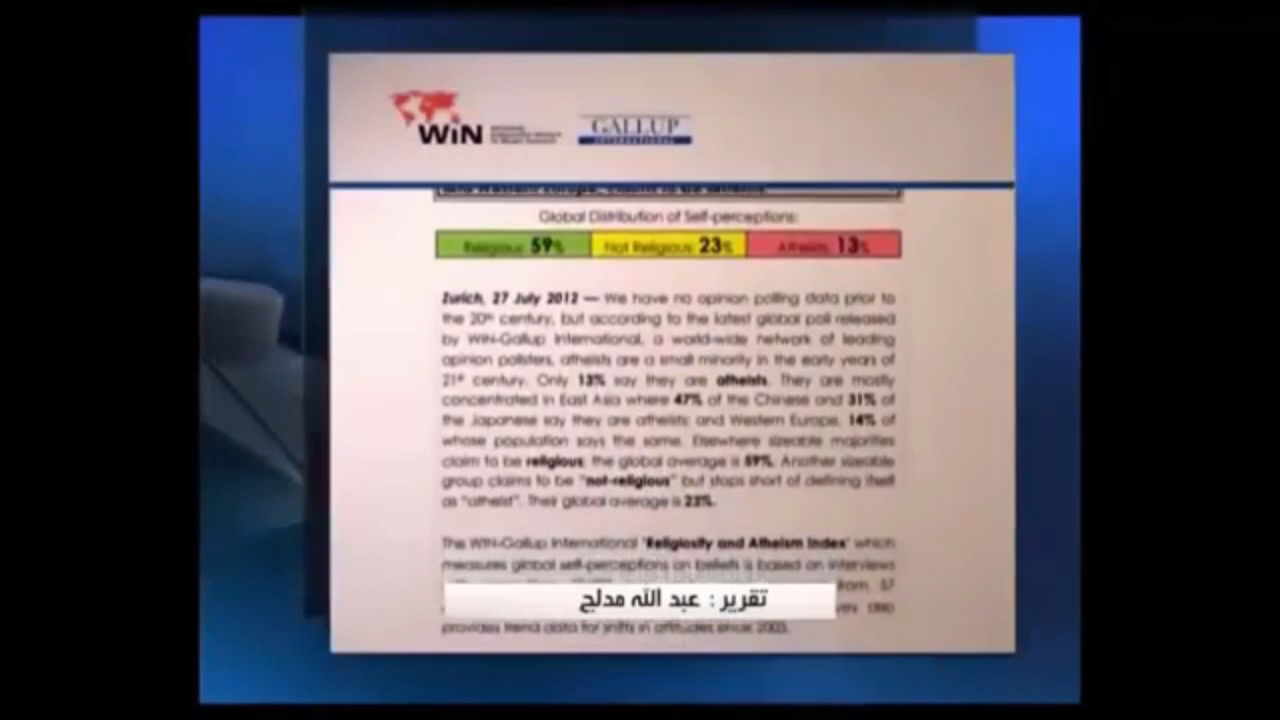 WiN
GALLUP
INTERNATIONAL
Global Distribution of Self-perceptions:
Religious: 59% Not Religious: 23% Atheists: 13%
Zurich, 27 July 2012 — We have no opinion polling data prior to
the 20th century, but according to the latest global poll released
by WIN-Gallup International, a world-wide network of leading
opinion pollsters, atheists are a small minority in the early years of
21st century. Only 13% say they are atheists. They are mostly
concentrated in East Asia where 47% of the Chinese and 31% of
the Japanese say they are atheists; and Western Europe, 14% of
whose population says the same. Elsewhere sizeable majorities
claim to be religious; the global average is 59%. Another sizeable
group claims to be "not-religious" but stops short of defining itself
as "atheist". Their global average is 23%.
The WIN-Gallup International 'Religiosity and Atheism Index' which
measures global self-perceptions on beliefs is based on interviews
from 57
تقرير : عبد الله مدلج
provides trend data for shifts in attitudes since 2005.